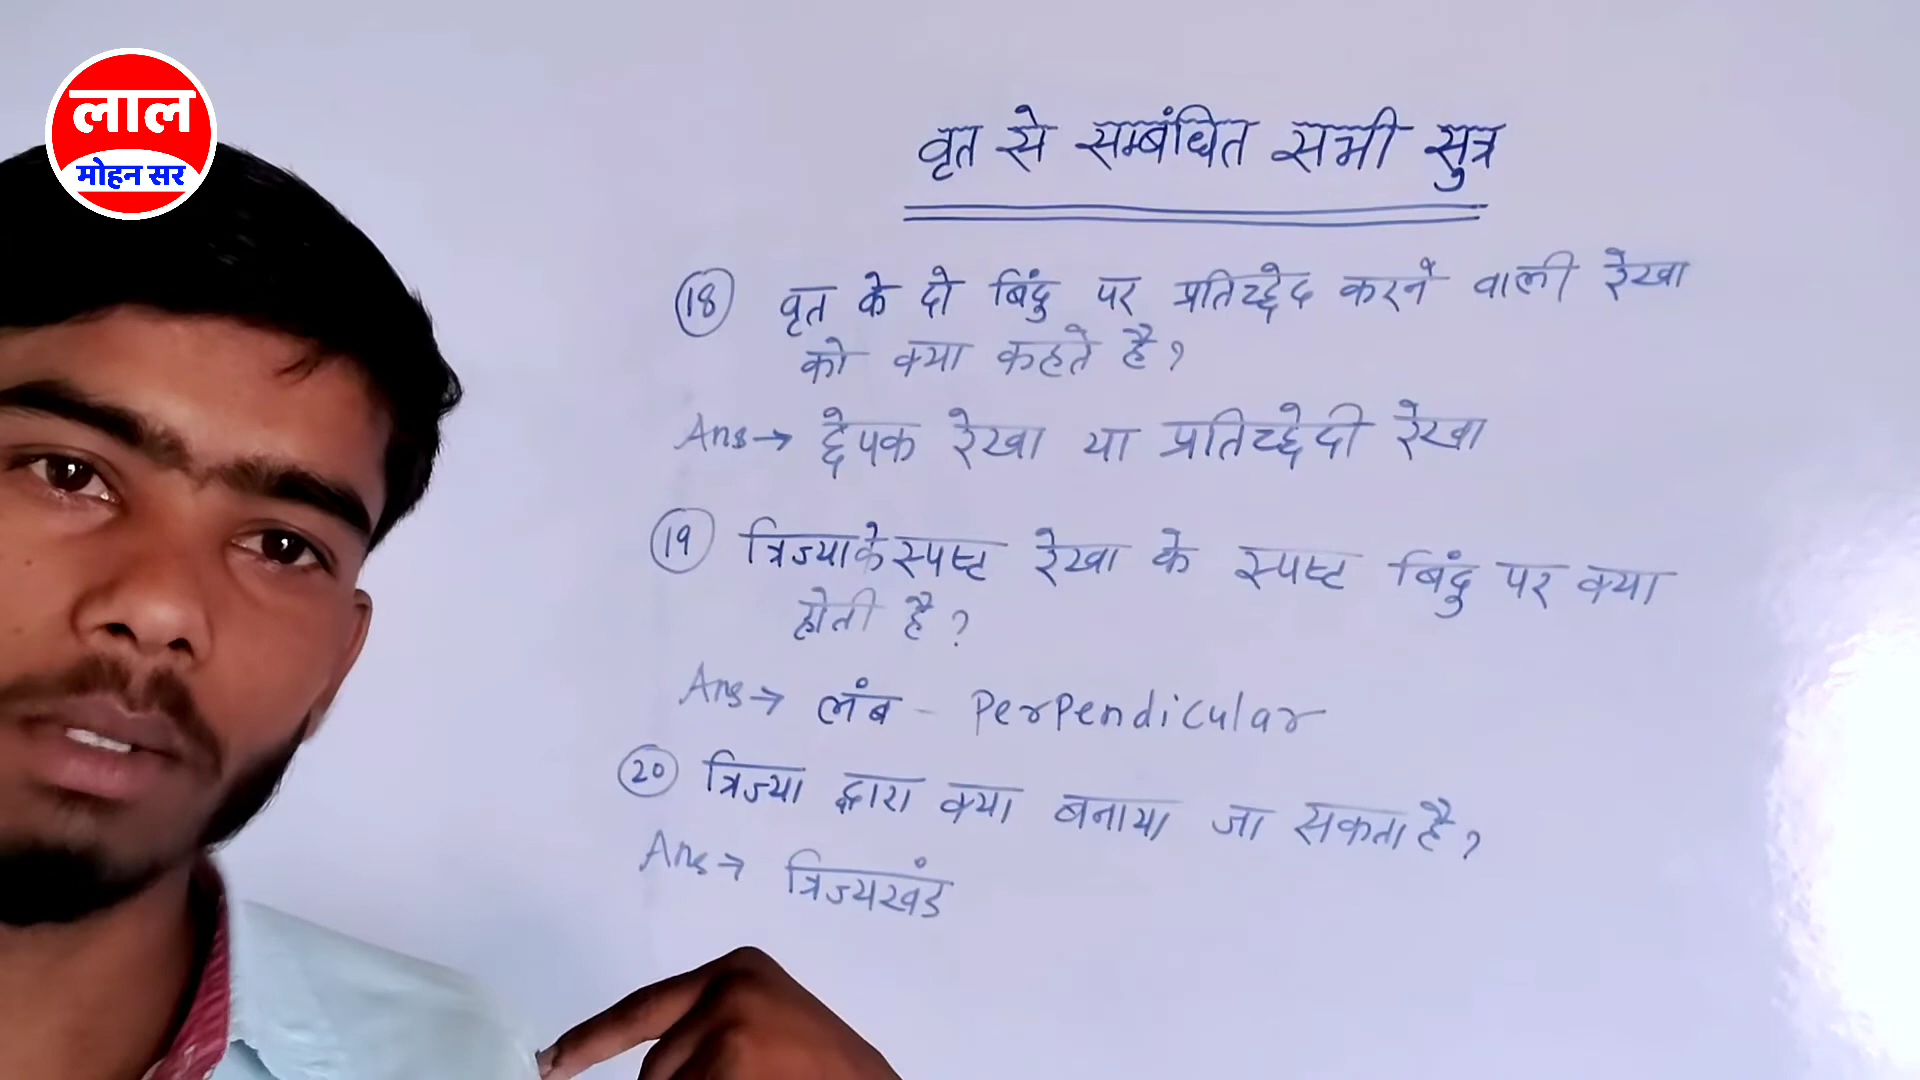 लाल
मोहन सर
वृत से सम्बंधित सभी सुत्र
18 वृत के दो बिंदु पर प्रतिच्छेद करने वाली रेखा
को क्या कहते है?
Ans→ छेपक रेखा या प्रतिच्छेदी रेखा
19 त्रिज्या के स्पष्ट रेखा के स्पष्ट बिंदु पर क्या
होती है?
Ans→ लंब - Perpendicular
20 त्रिज्या द्वारा क्या बनाया जा सकता है?
Ans→ त्रिज्यखंड